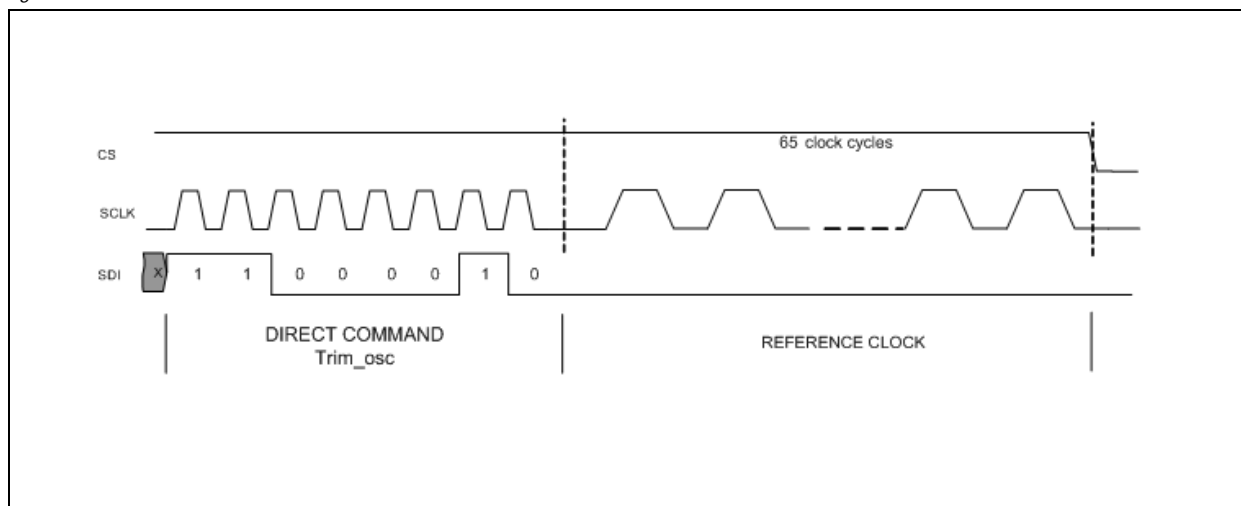 65 clock cycles
CS
SCLK
SDI X 1 1 0 0 0 0 1 0
DIRECT COMMAND
Trim_osc
REFERENCE CLOCK